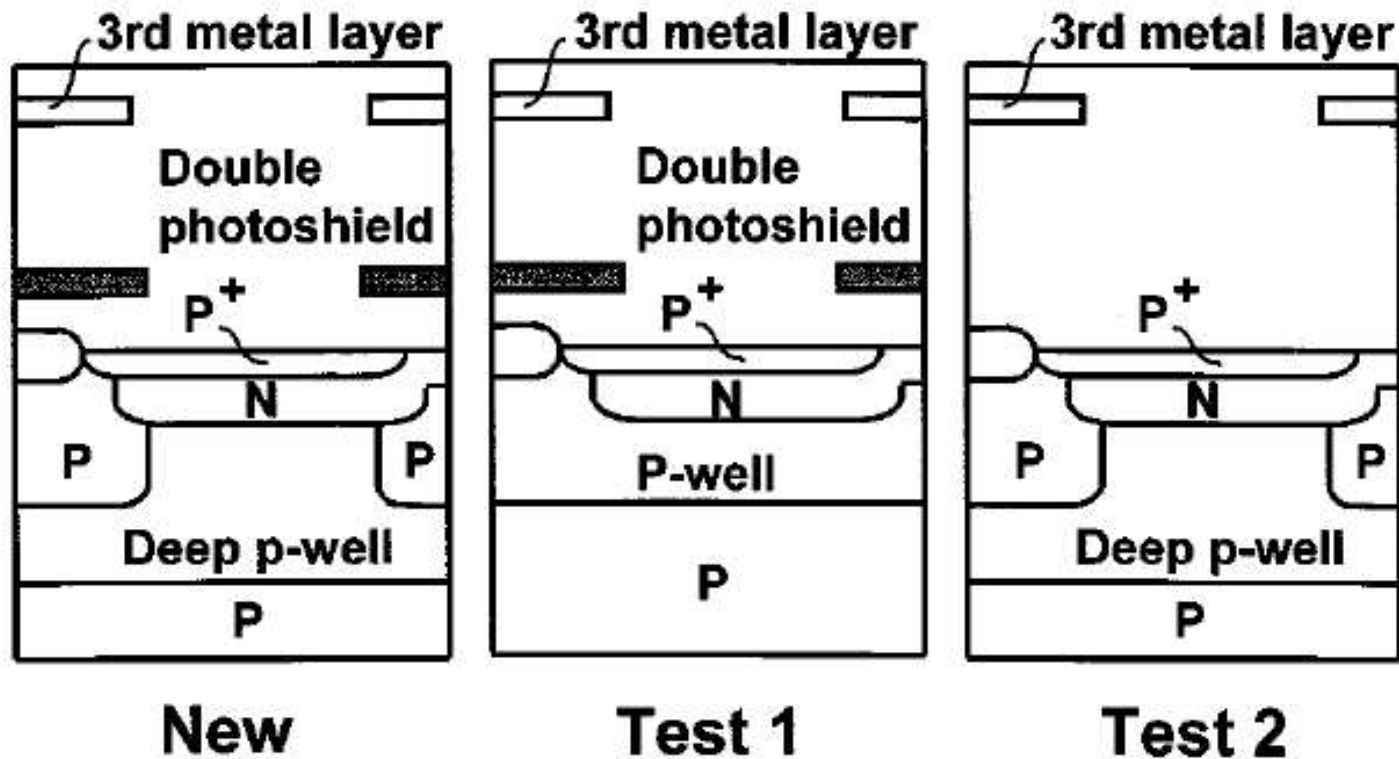 3rd metal layer
3rd metal layer
3rd metal layer
Double
photoshield
Double
photoshield
P+
P+
P+
N
N
N
P
P
P-well
P
P
Deep p-well
Deep p-well
P
P
P
New
Test 1
Test 2